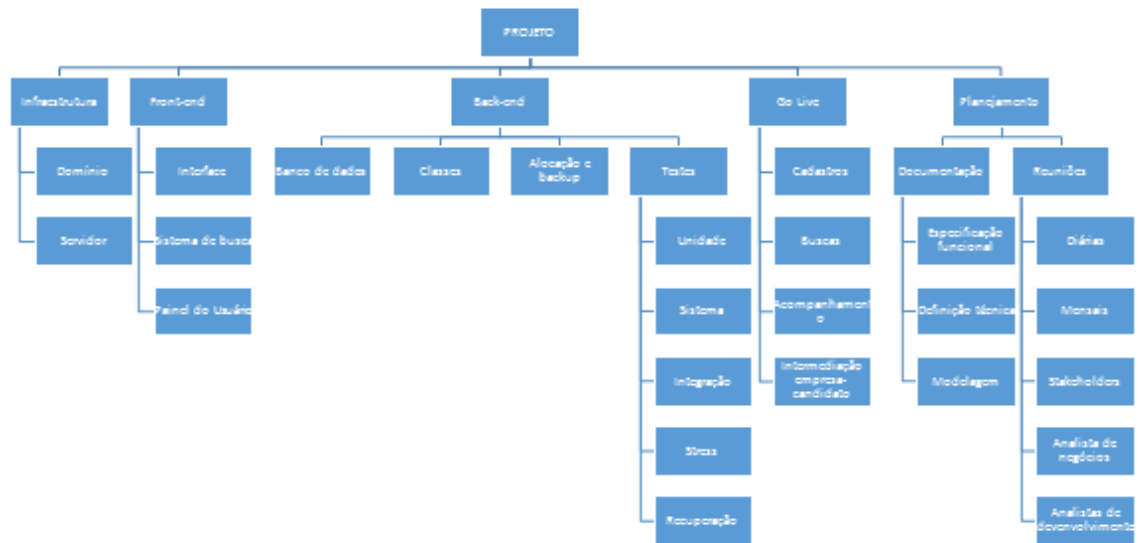 PROJETO
Infraestrutura
Front-end
Back-end
Go Live
Planejamento
Domínio
Interface
Banco de dados
Classes
Alocação e
backup
Testes
Cadastros
Documentação
Reuniões
Servidor
Sistema de busca
Unidade
Buscas
Especificação
funcional
Diárias
Painel do Usuário
Sistema
Acompanhament
o
Definição técnica
Mensais
Integração
Intermediação
empresa-
candidato
Modelagem
Stakeholders
Stress
Analista de
negócios
Recuperação
Analistas de
desenvolvimento